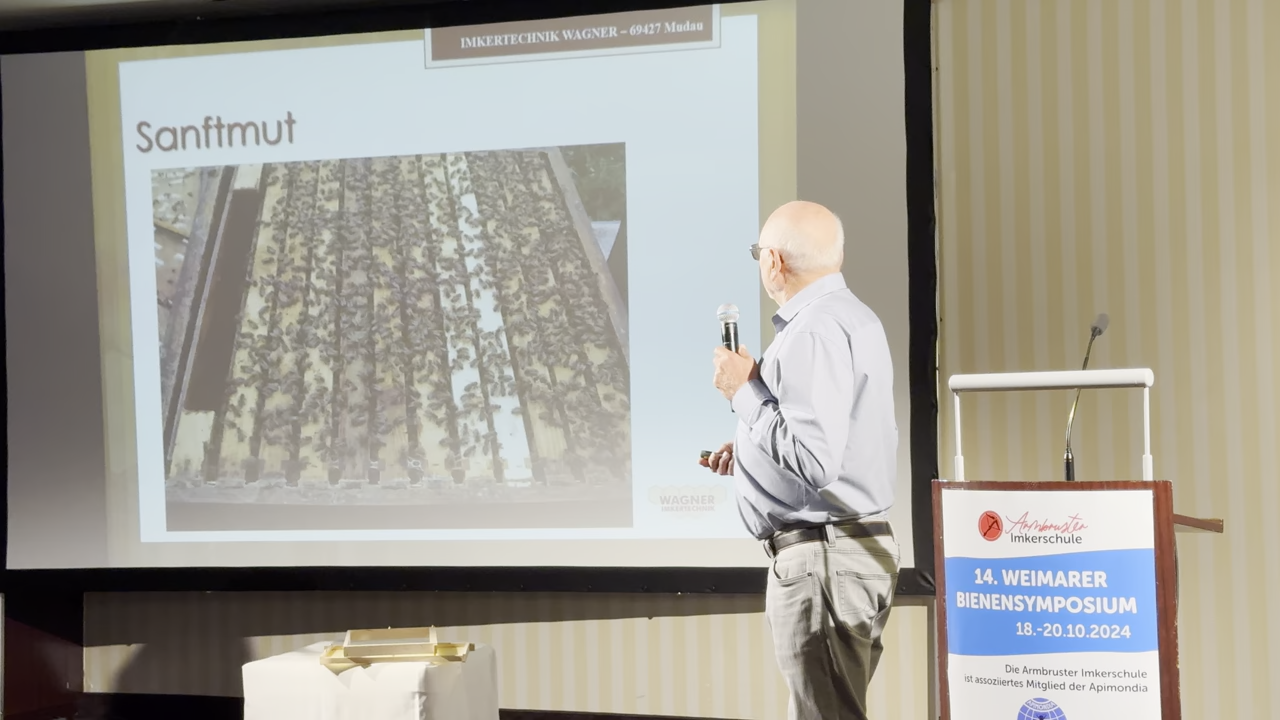 IMKERTECHNIK WAGNER – 69427 Mudau
Sanftmut
WAGNER
IMKERTECHNIK
Armbruster
Imkerschule
14. WEIMARER
BIENENSYMPOSIUM
18.-20.10.2024
Die Armbruster Imkerschule
ist assoziiertes Mitglied der Apimondia